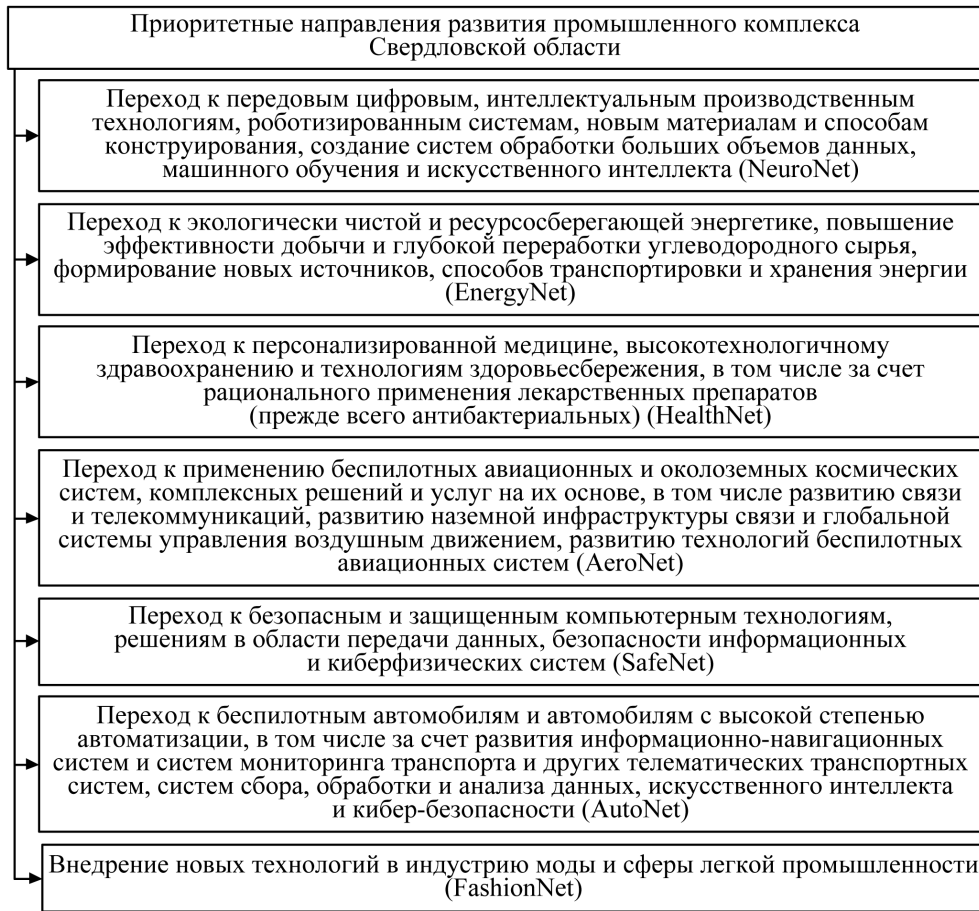 Приоритетные направления развития промышленного комплекса
Свердловской области
Переход к передовым цифровым, интеллектуальным производственным
технологиям, роботизированным системам, новым материалам и способам
конструирования, создание систем обработки больших объемов данных,
машинного обучения и искусственного интеллекта (NeuroNet)
Переход к экологически чистой и ресурсосберегающей энергетике, повышение
эффективности добычи и глубокой переработки углеводородного сырья,
формирование новых источников, способов транспортировки и хранения энергии
(EnergyNet)
Переход к персонализированной медицине, высокотехнологичному
здравоохранению и технологиям здоровьесбережения, в том числе за счет
рационального применения лекарственных препаратов
(прежде всего антибактериальных) (HealthNet)
Переход к применению беспилотных авиационных и околоземных космических
систем, комплексных решений и услуг на их основе, в том числе развитию связи
и телекоммуникаций, развитию наземной инфраструктуры связи и глобальной
системы управления воздушным движением, развитию технологий беспилотных
авиационных систем (AeroNet)
Переход к безопасным и защищенным компьютерным технологиям,
решениям в области передачи данных, безопасности информационных
и киберфизических систем (SafeNet)
Переход к беспилотным автомобилям и автомобилям с высокой степенью
автоматизации, в том числе за счет развития информационно-навигационных
систем и систем мониторинга транспорта и других телематических транспортных
систем, систем сбора, обработки и анализа данных, искусственного интеллекта
и кибер-безопасности (AutoNet)
Внедрение новых технологий в индустрию моды и сферы легкой промышленности
(FashionNet)